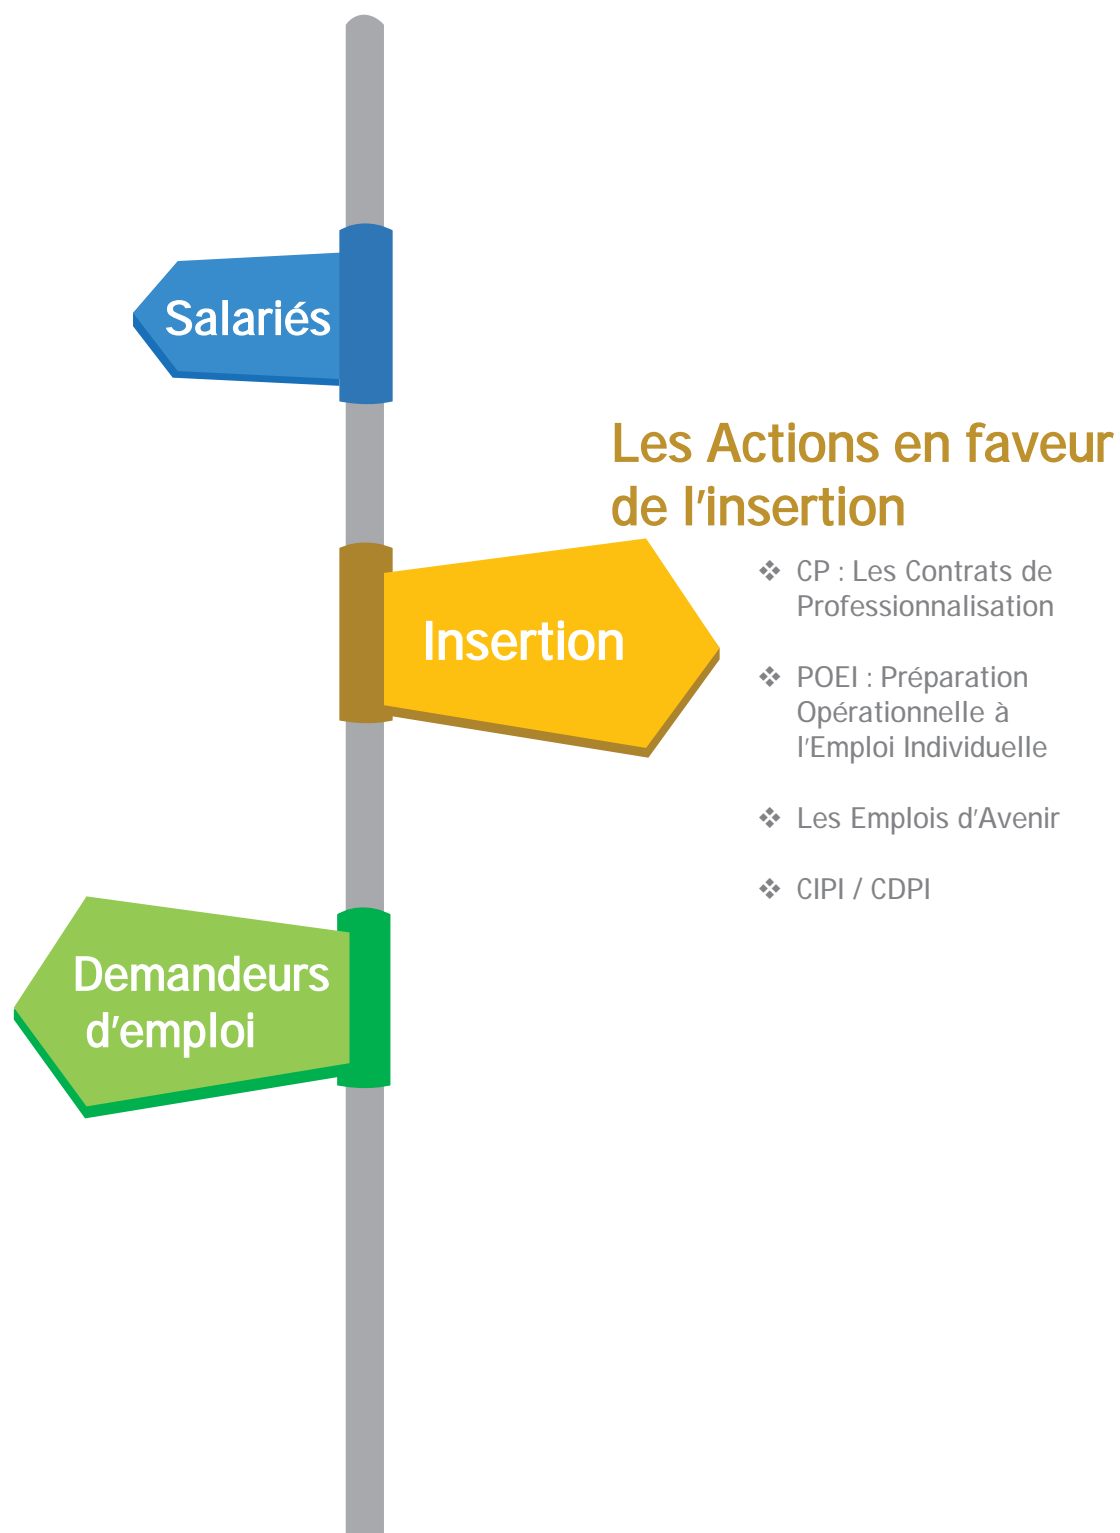 Salariés
Les Actions en faveur
de l'insertion
Insertion
❖ CP : Les Contrats de
Professionnalisation
❖ POEI : Préparation
Opérationnelle à
l'Emploi Individuelle
❖ Les Emplois d'Avenir
❖ CIPI / CDPI
Demandeurs
d'emploi